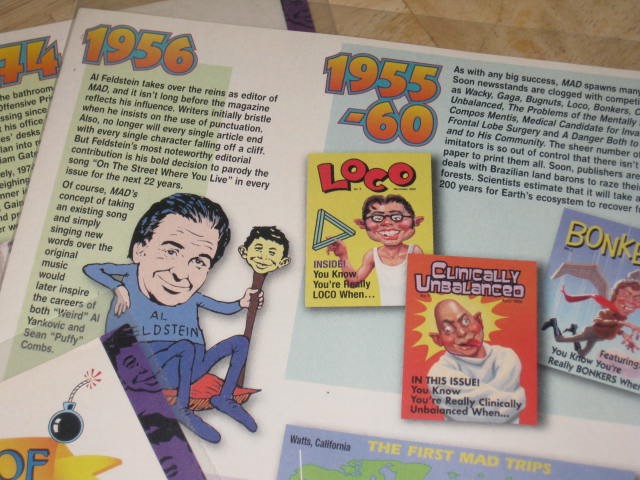 74
the bathroom
Offensive
missing since
his office
desk
1956
Al Feldstein takes over the reins as editor of
MAD, and it isn't long before the magazine
reflects his influence. Writers initially bristle
when he insists on the use of punctuation.
Also, no longer will every single article end
with every single character falling off a cliff.
But Feldstein's most noteworthy editorial
contribution is his bold decision to parody the
song "On The Street Where You Live" in every
issue for the next 22 years.
Of course, MAD's
concept of taking
an existing song
and simply
singing new
words over the
original
music
would
later inspire
the careers of
both "Weird" Al
Yankovic and
Sean "Puffy"
Combs.
AL
FELDSTEIN
1955
-60
As with any big success, MAD spawns many
Soon newsstands are clogged with
as Wacky, Gaga, Bugnuts, Loco, Bonkers,
Unbalanced, The Problems of the Mentally
Compos Mentis, Medical Candidate for
Frontal Lobe Surgery and A Danger Both to
and to His Community. The sheer number
imitators is so out of control that there isn't
paper to print them all. Soon, publishers are
deals with Brazilian land barons to raze the
forests. Scientists estimate that it will take
200 years for Earth's ecosystem to recover
LOCO
INSIDE!
You Know
You're Really
LOCO When...
CLINICALLY
UNBALANCED
IN THIS ISSUE!
You Know
You're Really Clinically
Unbalanced When...
BONKE
Featuring:
You Know You're
Really BONKERS Whe
Watts, California
THE FIRST MAD TRIPS
OF